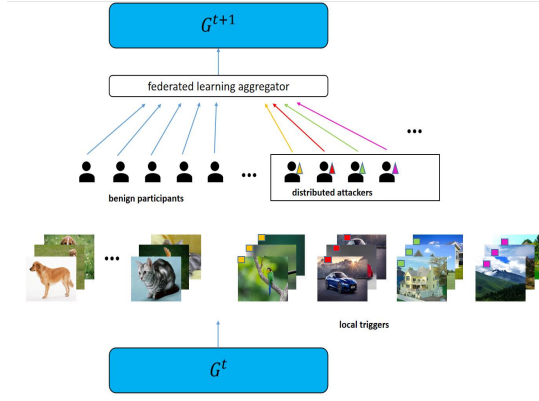 G^{t+1}
federated learning aggregator
...
...
benign participants
distributed attackers
...
local triggers
G^t